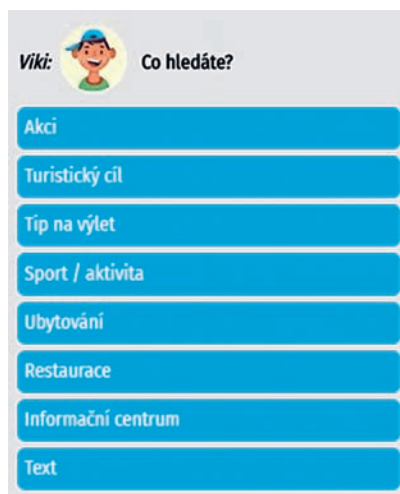 Viki: Co hledáte?
Akci
Turistický cíl
Tip na výlet
Sport / aktivita
Ubytování
Restaurace
Informační centrum
Text